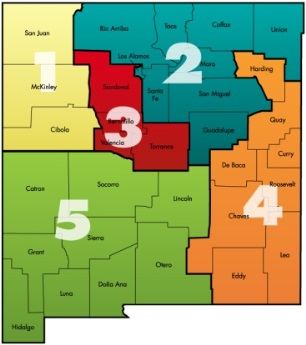 San Juan
Rio Arriba
Taos
Colfax
Union
Los Alamos
Mora
Harding
1
2
McKinley
Sandoval
Santa
Fe
San Miguel
Quay
3
Bernalillo
Cibola
Valencia
Torrance
Guadalupe
Curry
De Baca
Roosevelt
Catron
Socorro
Lincoln
Chaves
4
5
Sierra
Grant
Otero
Lea
Eddy
Luna
Doña Ana
Hidalgo